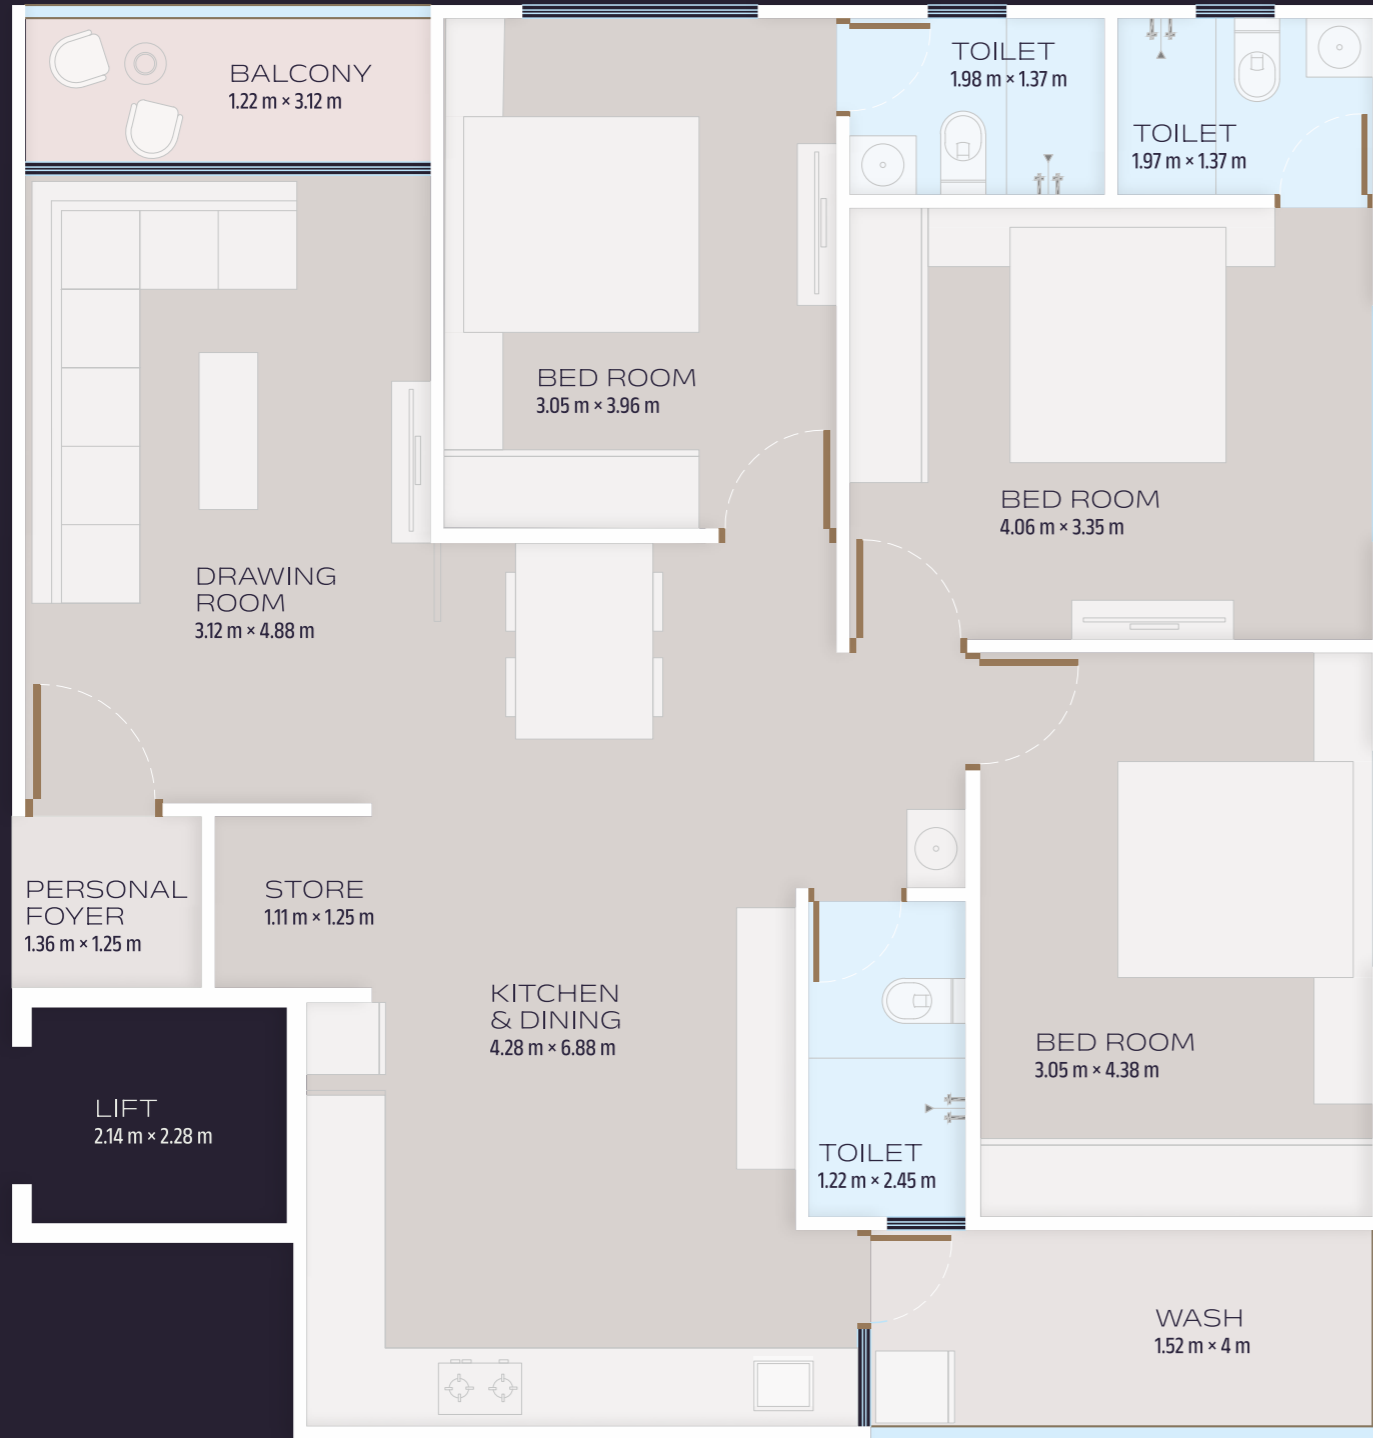 BALCONY
1.22 m × 3.12 m
TOILET
1.98 m × 1.37 m
TOILET
1.97 m × 1.37 m
BED ROOM
3.05 m × 3.96 m
BED ROOM
4.06 m × 3.35 m
DRAWING
ROOM
3.12 m × 4.88 m
PERSONAL
FOYER
1.36 m × 1.25 m
STORE
1.11 m × 1.25 m
KITCHEN
& DINING
4.28 m × 6.88 m
BED ROOM
3.05 m × 4.38 m
LIFT
2.14 m × 2.28 m
TOILET
1.22 m × 2.45 m
WASH
1.52 m × 4 m